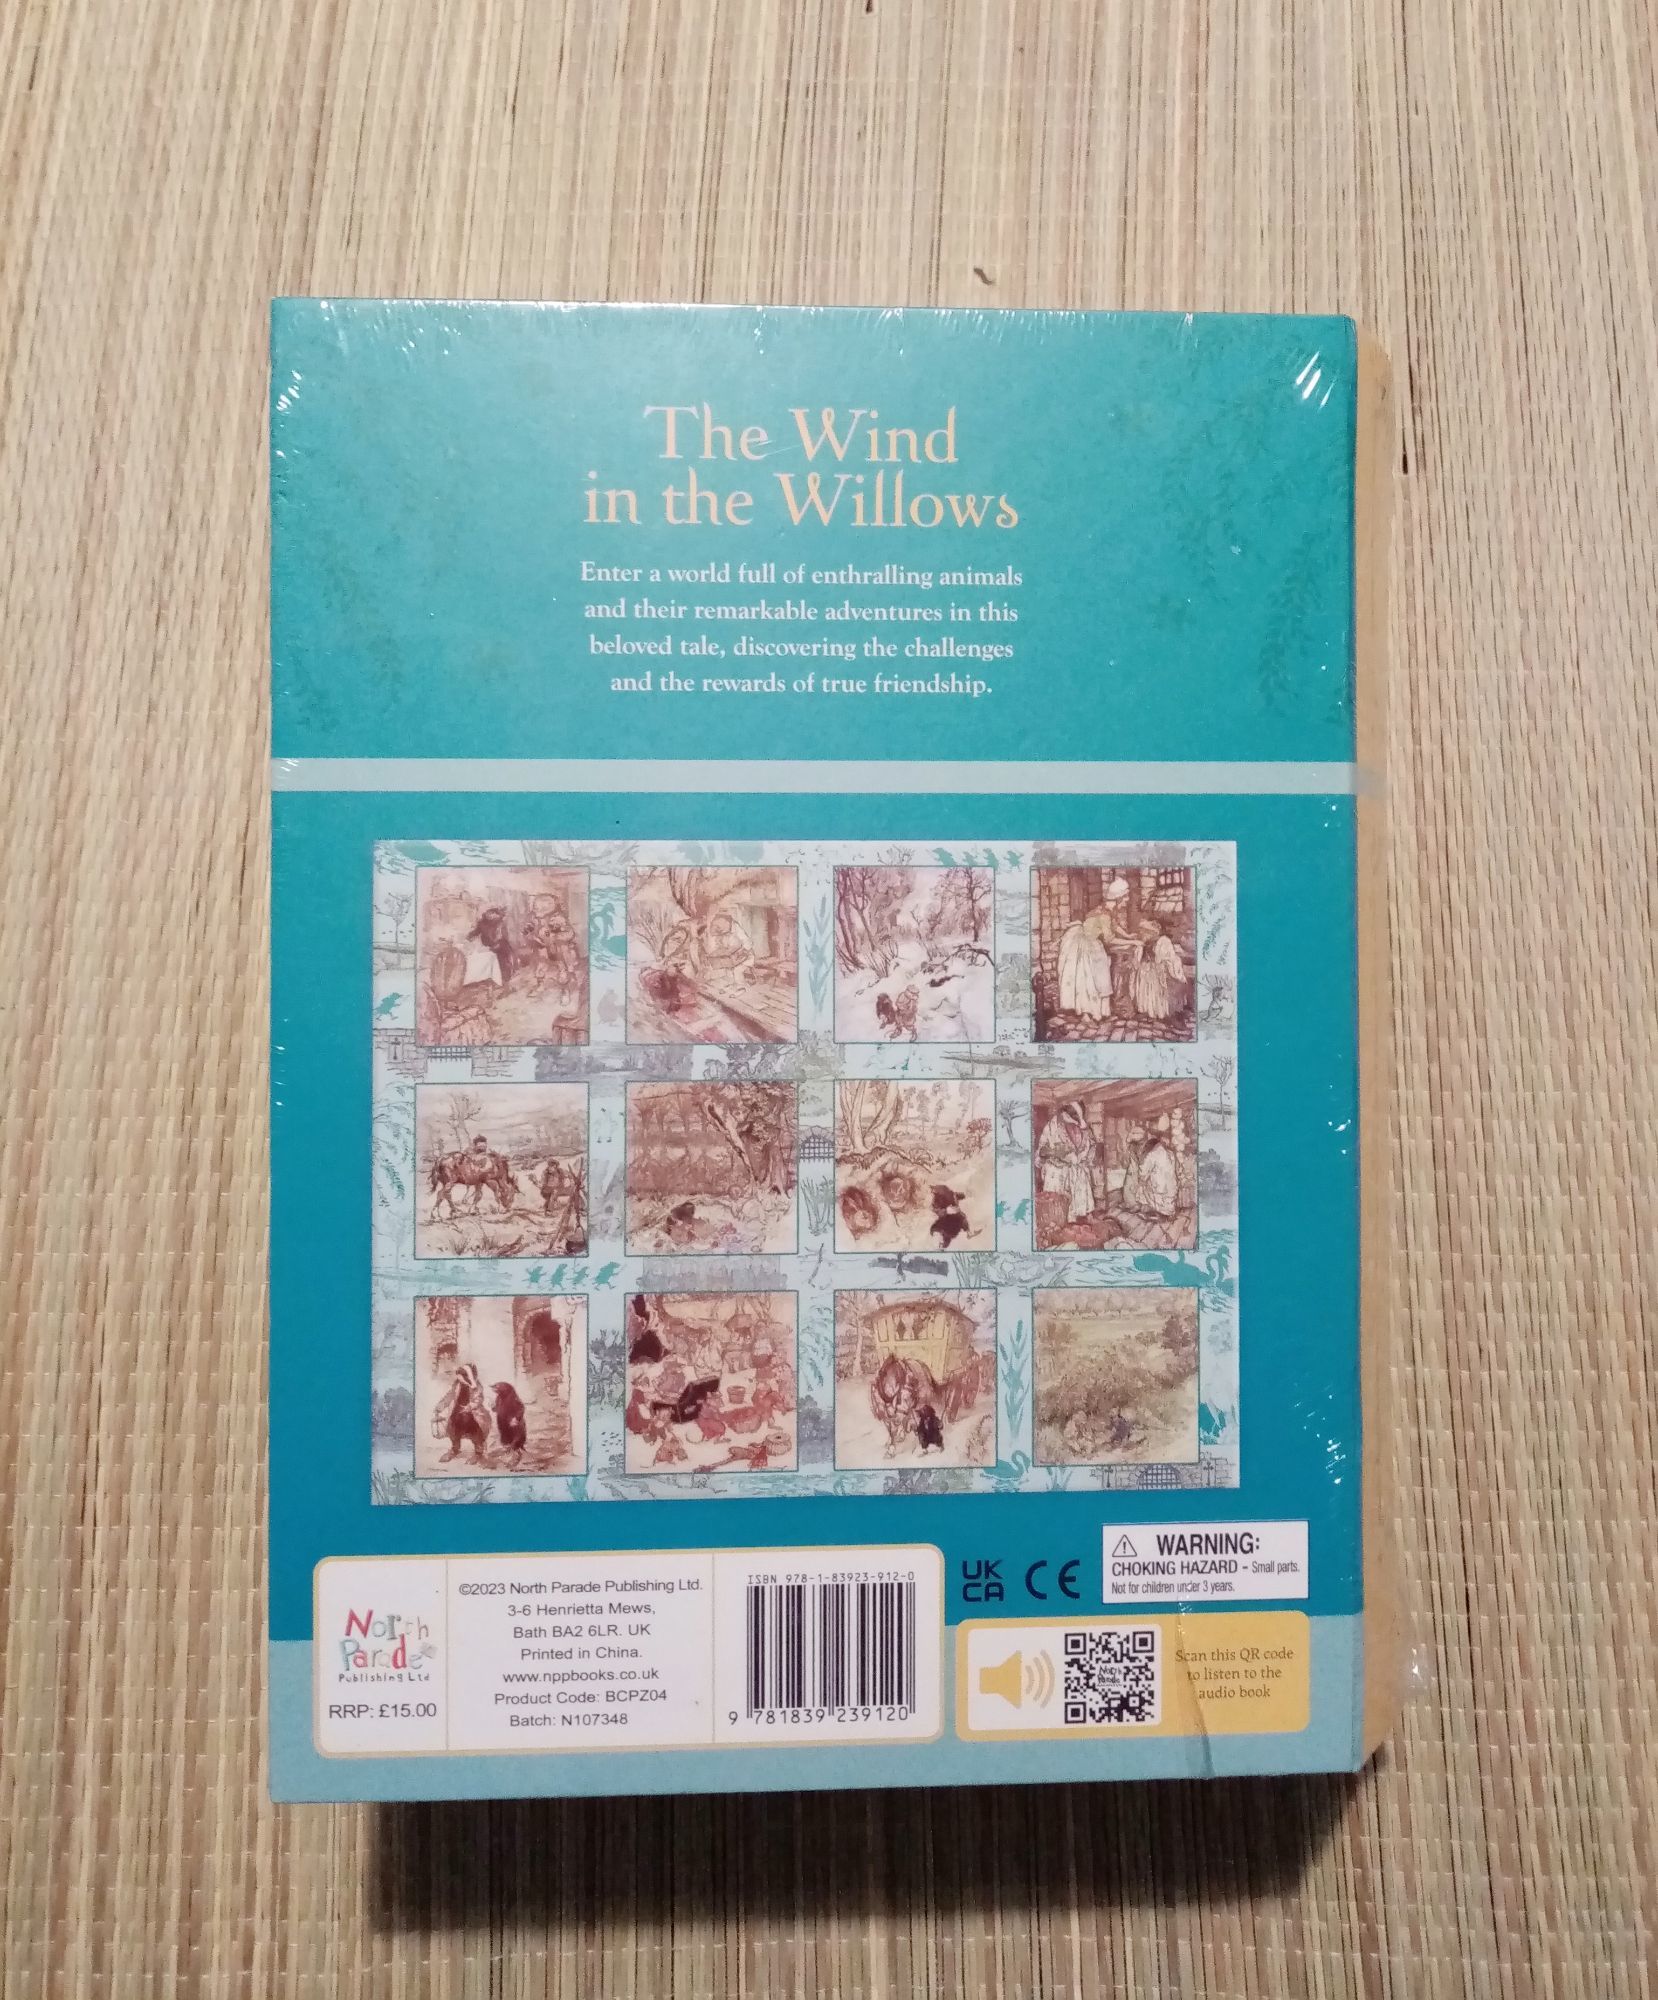 The Wind
in the Willows
Enter a world full of enthralling animals
and their remarkable adventures in this
beloved tale, discovering the challenges
and the rewards of true friendship.
North
Parade
Publishing Ltd
RRP: £15.00
©2023 North Parade Publishing Ltd.
3-6 Henrietta Mews,
Bath BA2 6LR. UK
Printed in China.
www.nppbooks.co.uk
Product Code: BCPZ04
Batch: N107348
ISBN 978-1-83923-912-0
9 781839 239120
UK
CA
CE
WARNING:
CHOKING HAZARD - Small parts.
Not for children under 3 years.
North
Parade
Scan this QR code
to listen to the
audio book